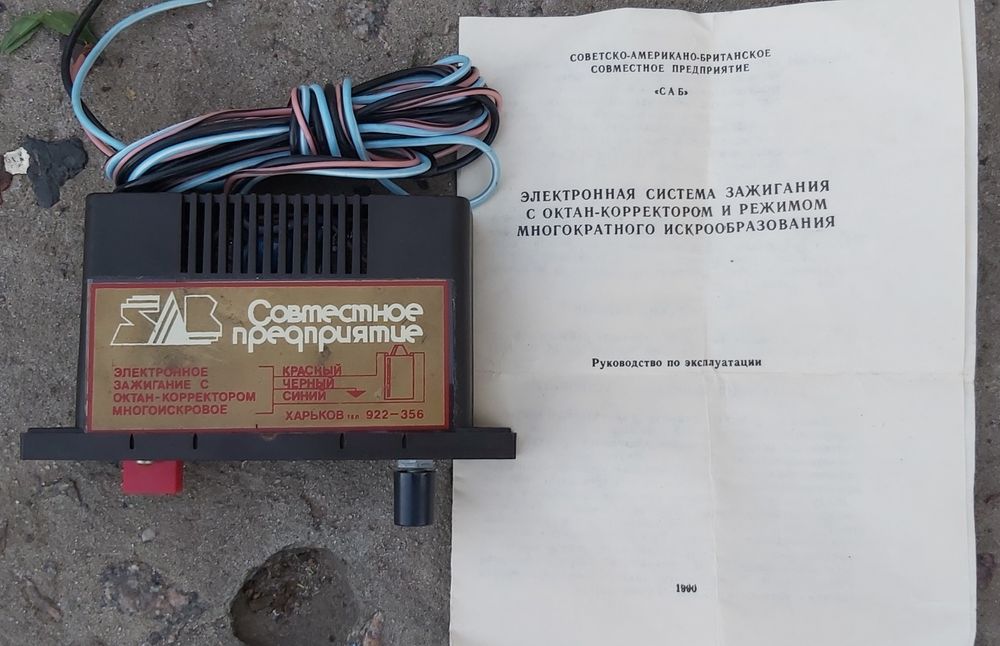 SAB Совместное
предприятие
ЭЛЕКТРОННОЕ
ЗАЖИГАНИЕ С
ОКТАН-КОРРЕКТОРОМ
МНОГОИСКРОВОЕ
КРАСНЫЙ
ЧЕРНЫЙ
СИНИЙ
ХАРЬКОВ тел 922-356
СОВЕТСКО-АМЕРИКАНО-БРИТАНСКОЕ
СОВМЕСТНОЕ ПРЕДПРИЯТИЕ
«САБ»
ЭЛЕКТРОННАЯ СИСТЕМА ЗАЖИГАНИЯ
С ОКТАН-КОРРЕКТОРОМ И РЕЖИМОМ
МНОГОКРАТНОГО ИСКРООБРАЗОВАНИЯ
Руководство по эксплуатации
1990